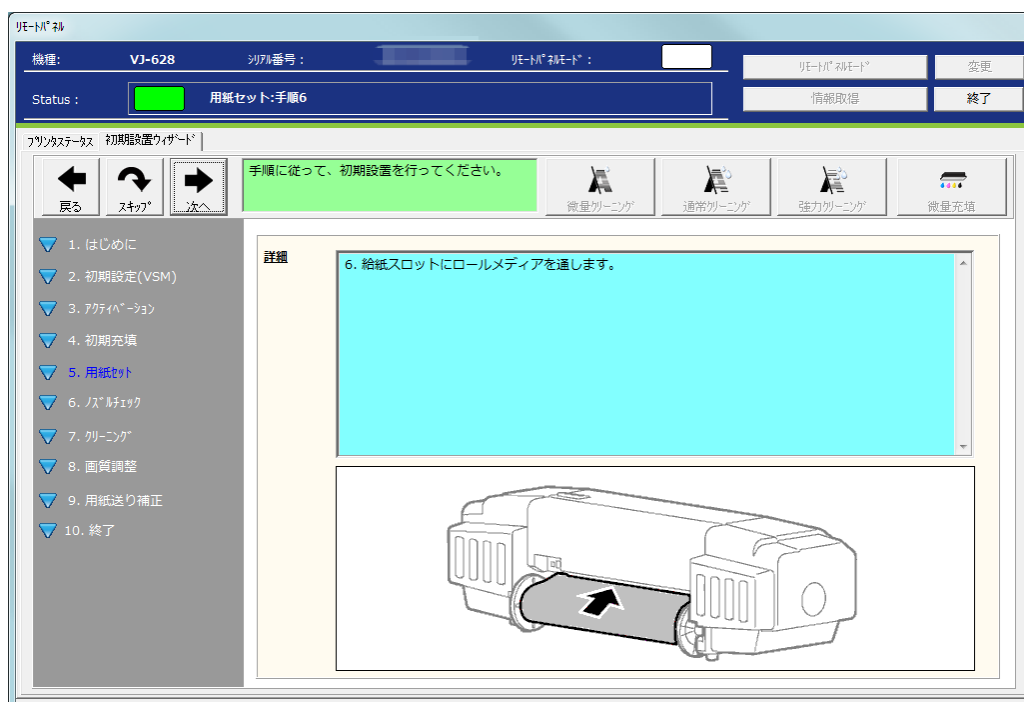 ﾘﾓｰﾄﾊﾟﾈﾙ
機種: VJ-628 ｼﾘｱﾙ番号 : ﾘﾓｰﾄﾊﾟﾈﾙﾓｰﾄﾞ : ﾘﾓｰﾄﾊﾟﾈﾙﾓｰﾄﾞ 変更
Status : 用紙セット:手順6 情報取得 終了
ﾌﾟﾘﾝﾀｽﾃｰﾀｽ 初期設置ｳｨｻﾞｰﾄﾞ
手順に従って、初期設置を行ってください。
戻る ｽｷｯﾌﾟ 次へ 微量ｸﾘｰﾆﾝｸﾞ 通常ｸﾘｰﾆﾝｸﾞ 強力ｸﾘｰﾆﾝｸﾞ 微量充填
1. はじめに
2. 初期設定(VSM)
3. ｱｸﾃｨﾍﾞｰｼｮﾝ
4. 初期充填
5. 用紙ｾｯﾄ
6. ﾉｽﾞﾙﾁｪｯｸ
7. ｸﾘｰﾆﾝｸﾞ
8. 画質調整
9. 用紙送り補正
10. 終了
詳細
6. 給紙スロットにロールメディアを通します。